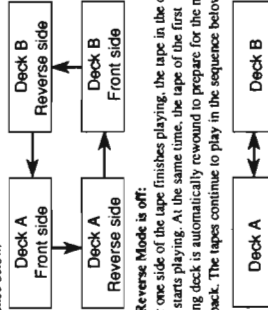 Deck A
Front side
Deck B
Reverse side
Deck A
Reverse side
Deck B
Front side
Reverse Mode is off:
one side of the tape finishes playing, the tape in the
starts playing. At the same time, the tape of the first
ng deck is automatically rewound to prepare for the
back. The tapes continue to play in the sequence below
Deck A
Deck B